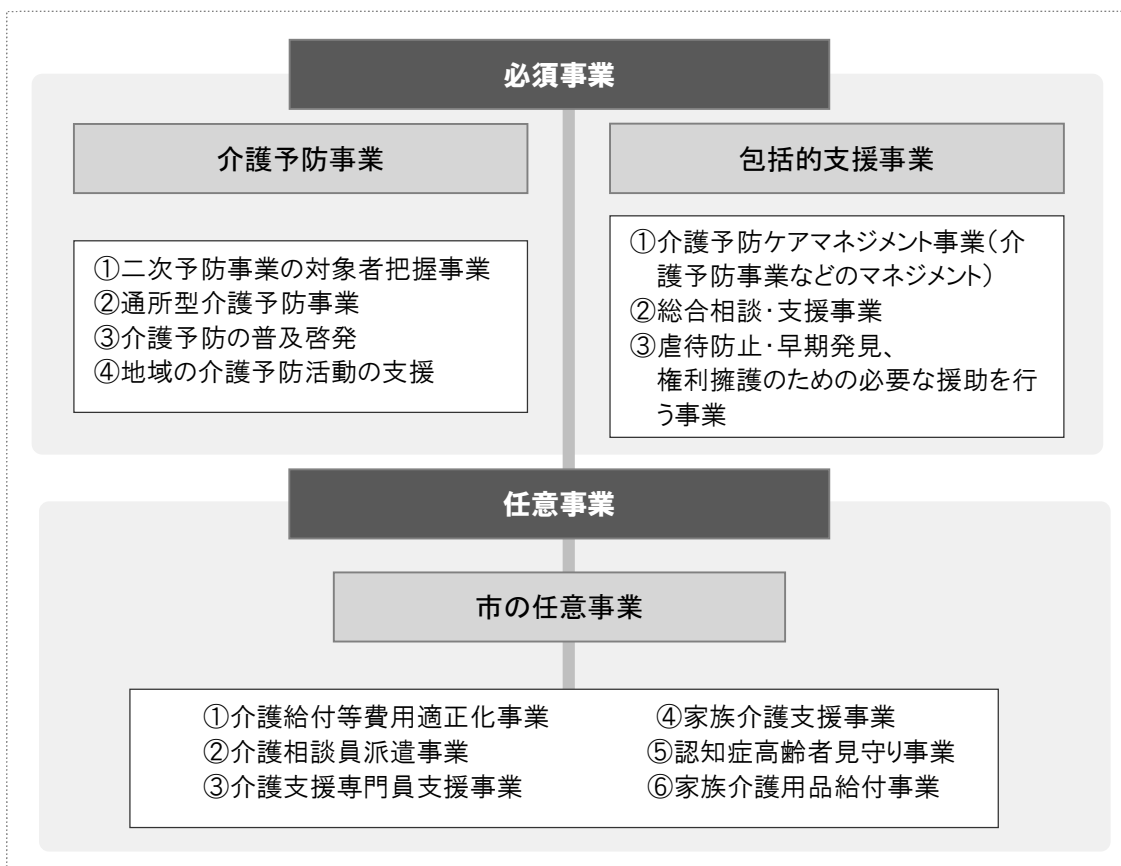 必須事業
介護予防事業
①二次予防事業の対象者把握事業
②通所型介護予防事業
③介護予防の普及啓発
④地域の介護予防活動の支援
包括的支援事業
①介護予防ケアマネジメント事業（介
護予防事業などのマネジメント）
②総合相談・支援事業
③虐待防止・早期発見、
権利擁護のための必要な援助を行
う事業
任意事業
市の任意事業
①介護給付等費用適正化事業
②介護相談員派遣事業
③介護支援専門員支援事業
④家族介護支援事業
⑤認知症高齢者見守り事業
⑥家族介護用品給付事業